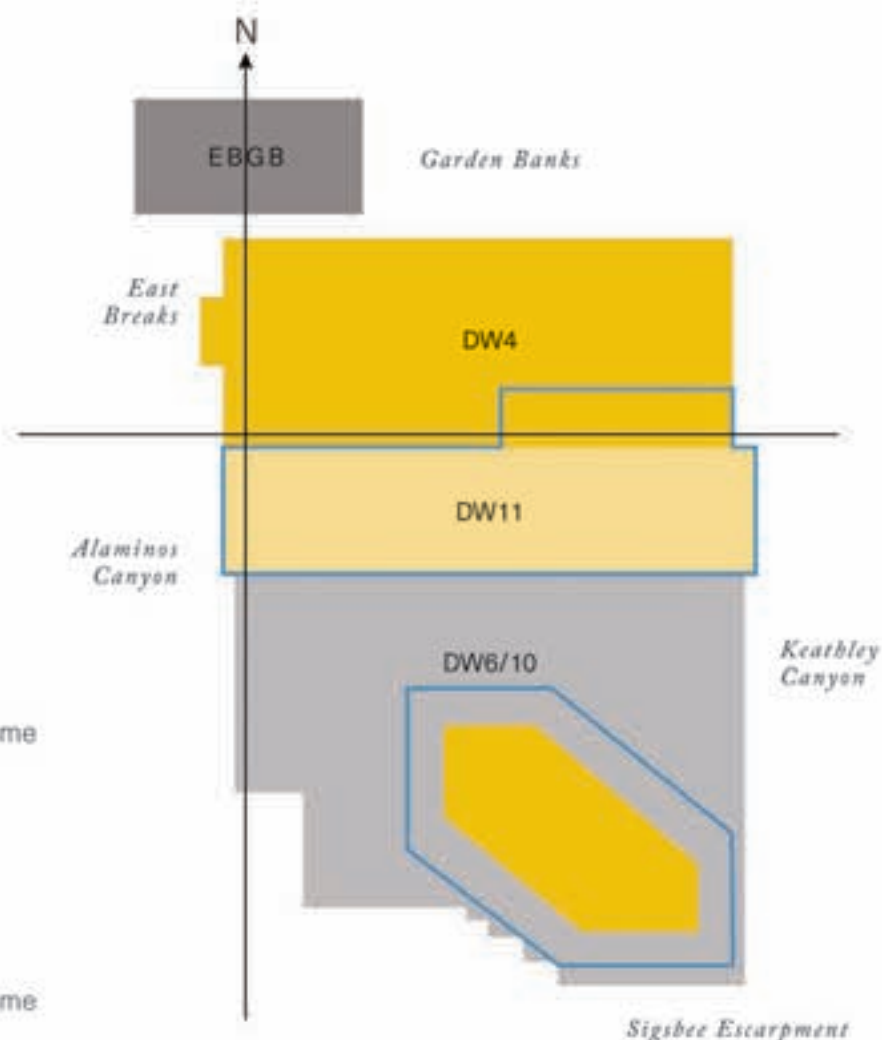 N
EBGB
Garden Banks
East
Breaks
DW4
DW11
Alaminos
Canyon
DW6/10
Keathley
Canyon
me
me
Sigsbee Escarpment